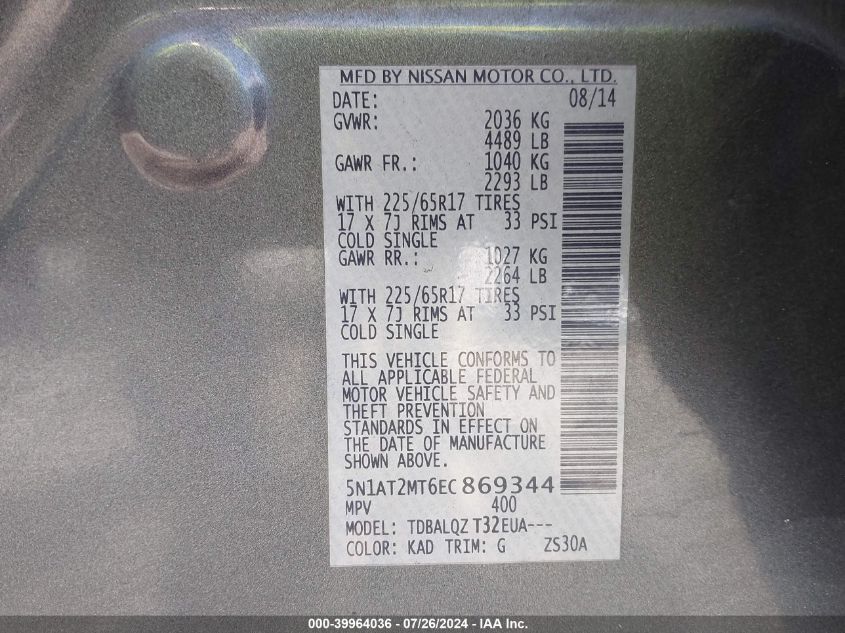 MFD BY NISSAN MOTOR CO., LTD.
DATE: 08/14
GVWR: 2036 KG
4489 LB
GAWR FR.: 1040 KG
2293 LB
WITH 225/65R17 TIRES
17 X 7J RIMS AT 33 PSI
COLD SINGLE
GAWR RR.: 1027 KG
2264 LB
WITH 225/65R17 TIRES
17 X 7J RIMS AT 33 PSI
COLD SINGLE
THIS VEHICLE CONFORMS TO
ALL APPLICABLE FEDERAL
MOTOR VEHICLE SAFETY AND
THEFT PREVENTION
STANDARDS IN EFFECT ON
THE DATE OF MANUFACTURE
SHOWN ABOVE.
5N1AT2MT6EC869344
MPV 400
MODEL: TDBALQZ T32EUA---
COLOR: KAD TRIM: G ZS30A
000-39964036 - 07/26/2024 - IAA Inc.